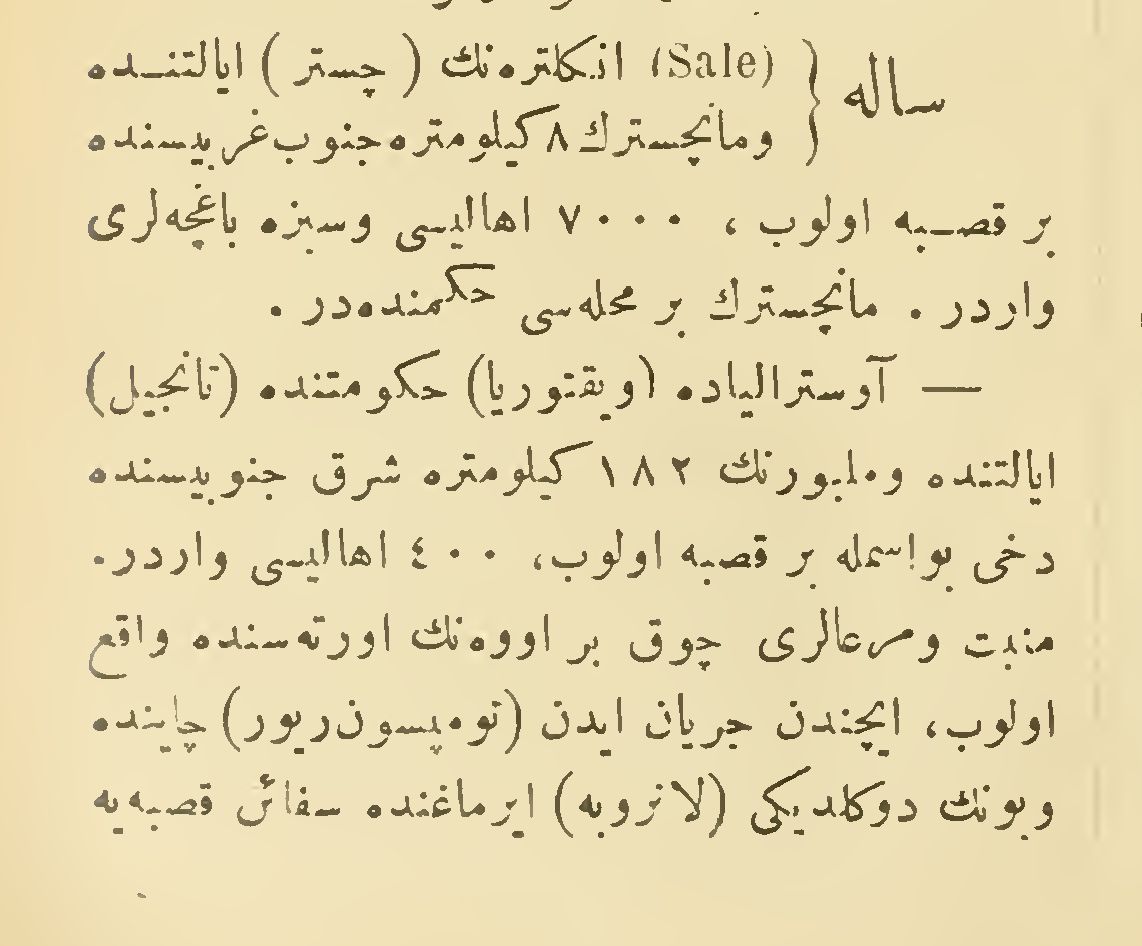 ساله { (Sale) انكلتره‌نك (چستر) ايالتنده
ومانچسترك ٨ كيلومتره جنوب غربيسنده
بر قصبه اولوب، ٧٠٠٠ اهاليسى وسبزه باغچه‌لرى
واردر. مانچسترك بر محله‌سى حكمنده‌در.
— آوسترالياده (ويقتوريا) حكومتنده (تانجيل)
ايالتنده وملبورنك ١٨٢ كيلومتره شرق جنوبيسنده
دخى بو اسمله بر قصبه اولوب، ٤٠٠ اهاليسى واردر.
منبت ومرعالرى چوق بر اووه‌نك اورته‌سنده واقع
اولوب، ايچندن جريان ايدن (تومپسون ريور) چاينده
وبونك دوكلديكى (لاتروبه) ايرماغنده سفائن قصبه‌يه